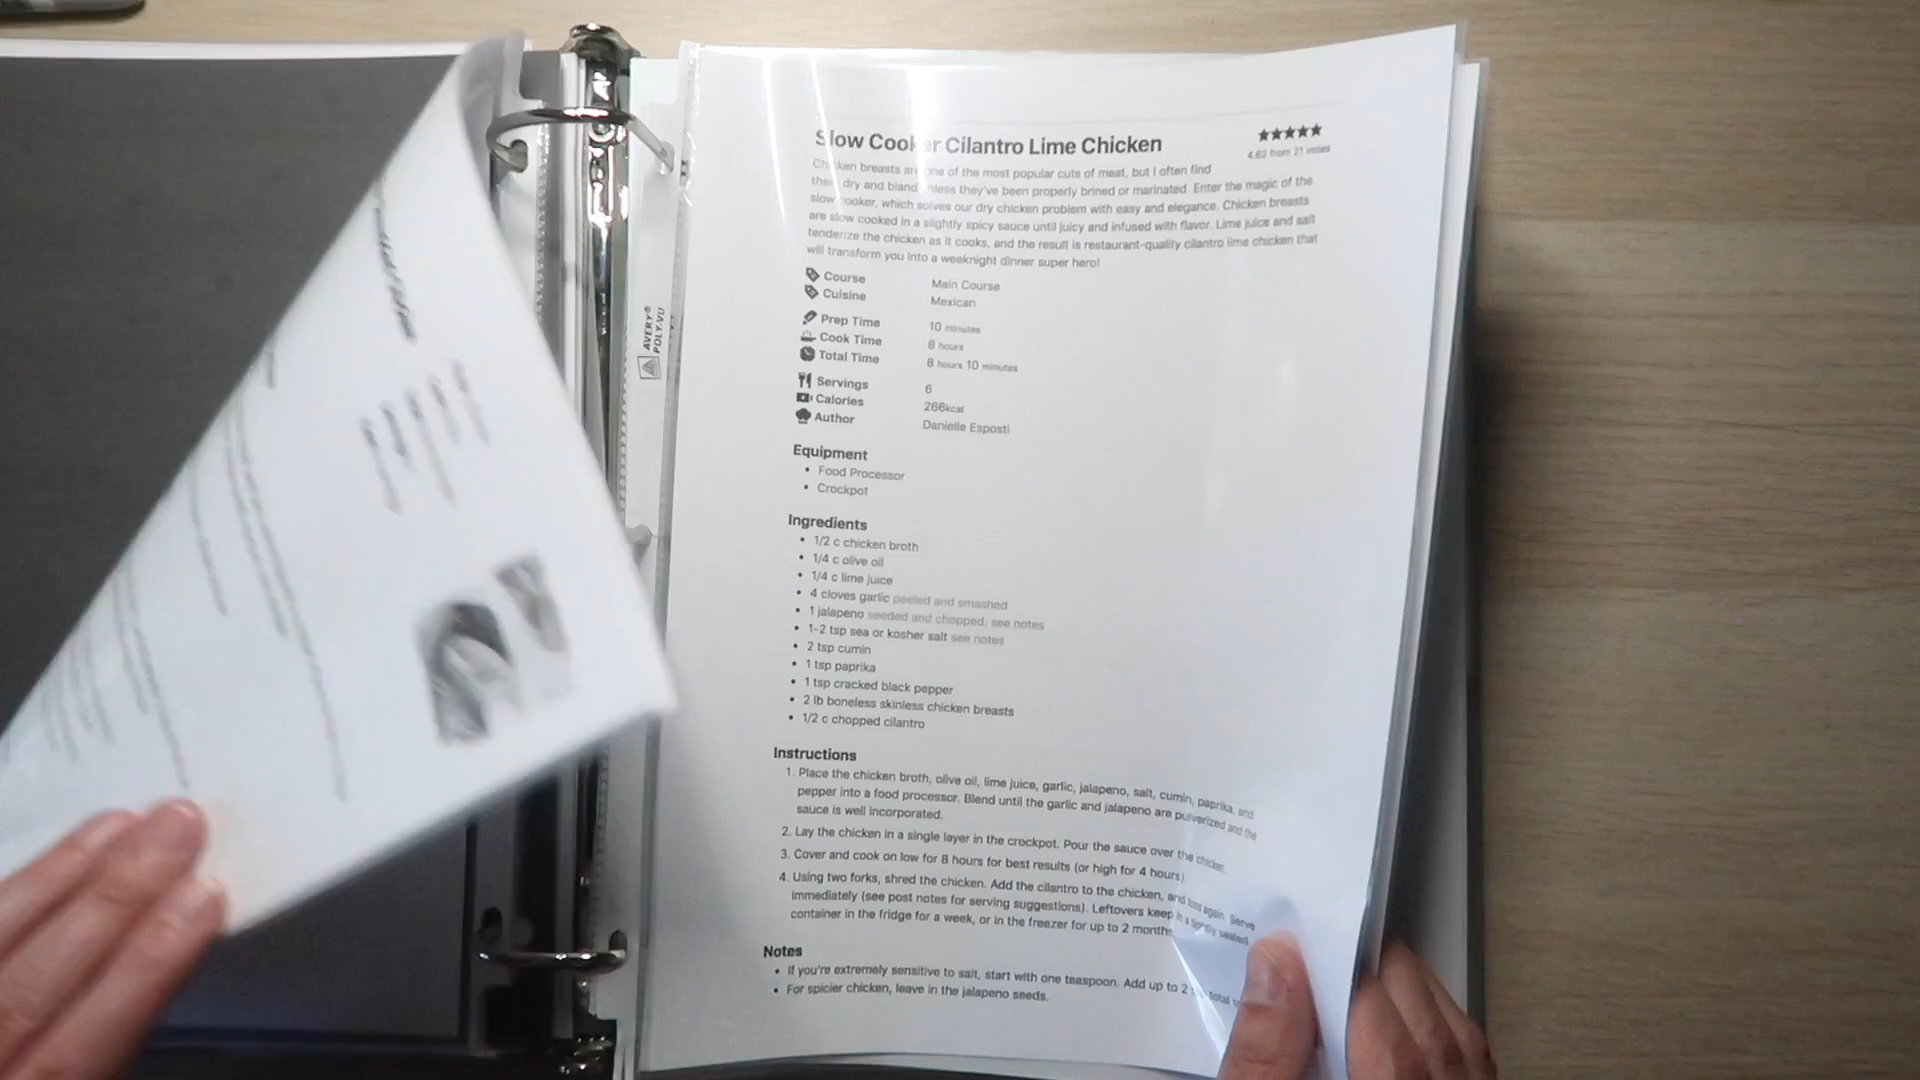 Slow Cooker Cilantro Lime Chicken
★★★★★
4.63 from 21 votes
Chicken breasts are one of the most popular cuts of meat, but I often find
them dry and bland unless they've been properly brined or marinated. Enter the magic of the
slow cooker, which solves our dry chicken problem with easy and elegance. Chicken breasts
are slow cooked in a slightly spicy sauce until juicy and infused with flavor. Lime juice and salt
tenderize the chicken as it cooks, and the result is restaurant-quality cilantro lime chicken that
will transform you into a weeknight dinner super hero!
Course Main Course
Cuisine Mexican
Prep Time 10 minutes
Cook Time 8 hours
Total Time 8 hours 10 minutes
Servings 6
Calories 266kcal
Author Danielle Esposti
AVERY®
POLY.VU
Equipment
• Food Processor
• Crockpot
Ingredients
• 1/2 c chicken broth
• 1/4 c olive oil
• 1/4 c lime juice
• 4 cloves garlic peeled and smashed
• 1 jalapeno seeded and chopped, see notes
• 1-2 tsp sea or kosher salt see notes
• 2 tsp cumin
• 1 tsp paprika
• 1 tsp cracked black pepper
• 2 lb boneless skinless chicken breasts
• 1/2 c chopped cilantro
Instructions
1. Place the chicken broth, olive oil, lime juice, garlic, jalapeno, salt, cumin, paprika, and
pepper into a food processor. Blend until the garlic and jalapeno are pulverized and the
sauce is well incorporated.
2. Lay the chicken in a single layer in the crockpot. Pour the sauce over the chicken.
3. Cover and cook on low for 8 hours for best results (or high for 4 hours).
4. Using two forks, shred the chicken. Add the cilantro to the chicken, and toss again. Serve
immediately (see post notes for serving suggestions). Leftovers keep in a tightly sealed
container in the fridge for a week, or in the freezer for up to 2 months
Notes
• If you're extremely sensitive to salt, start with one teaspoon. Add up to 2 total
• For spicier chicken, leave in the jalapeno seeds.